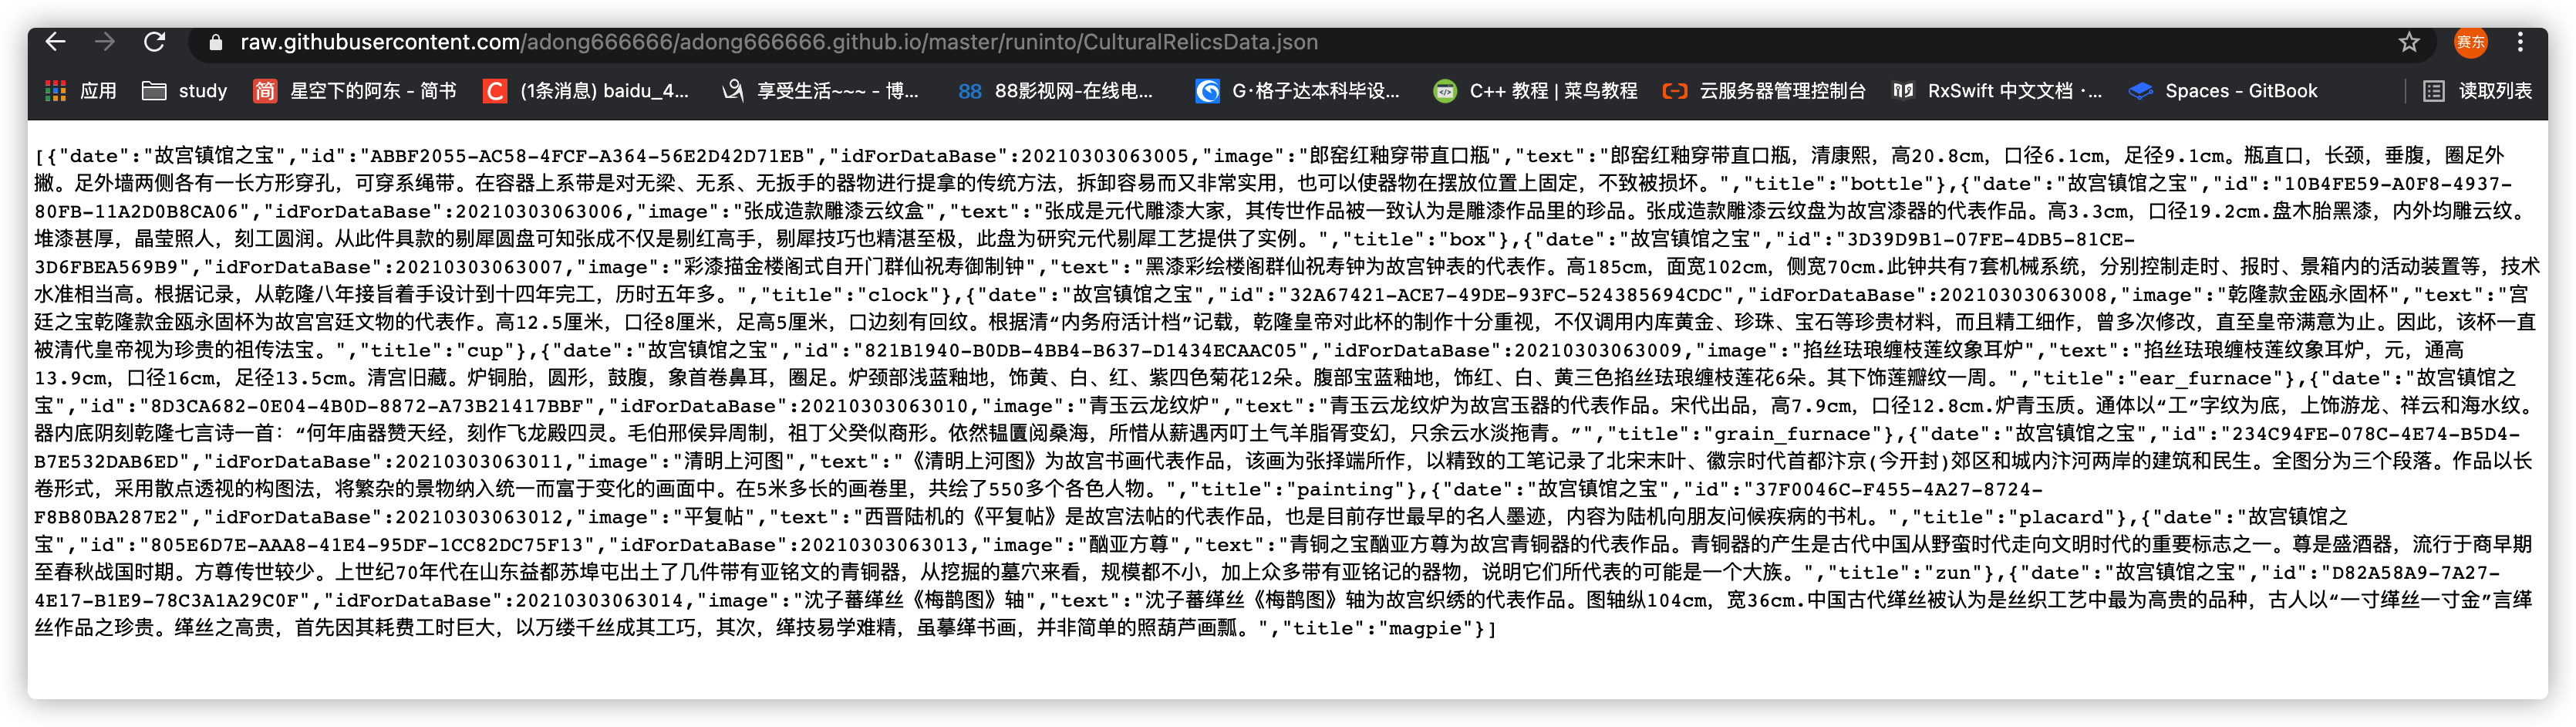 raw.githubusercontent.com/adong666666/adong666666.github.io/master/runinto/CulturalRelicsData.json
赛东
应用 study 简 星空下的阿东 - 简书 C (1条消息) baidu_4... 享受生活~~~ - 博... 88 88影视网-在线电... G·格子达本科毕设... C++ 教程 | 菜鸟教程 云服务器管理控制台 RxSwift 中文文档 ·... Spaces - GitBook 读取列表
[{"date":"故宫镇馆之宝","id":"ABBF2055-AC58-4FCF-A364-56E2D42D71EB","idForDataBase":20210303063005,"image":"郎窑红釉穿带直口瓶","text":"郎窑红釉穿带直口瓶，清康熙，高20.8cm，口径6.1cm，足径9.1cm。瓶直口，长颈，垂腹，圈足外
撇。足外墙两侧各有一长方形穿孔，可穿系绳带。在容器上系带是对无梁、无系、无扳手的器物进行提拿的传统方法，拆卸容易而又非常实用，也可以使器物在摆放位置上固定，不致被损坏。","title":"bottle"},{"date":"故宫镇馆之宝","id":"10B4FE59-A0F8-4937-
80FB-11A2D0B8CA06","idForDataBase":20210303063006,"image":"张成造款雕漆云纹盒","text":"张成是元代雕漆大家，其传世作品被一致认为是雕漆作品里的珍品。张成造款雕漆云纹盘为故宫漆器的代表作品。高3.3cm，口径19.2cm.盘木胎黑漆，内外均雕云纹。
堆漆甚厚，晶莹照人，刻工圆润。从此件具款的剔犀圆盘可知张成不仅是剔红高手，剔犀技巧也精湛至极，此盘为研究元代剔犀工艺提供了实例。","title":"box"},{"date":"故宫镇馆之宝","id":"3D39D9B1-07FE-4DB5-81CE-
3D6FBEA569B9","idForDataBase":20210303063007,"image":"彩漆描金楼阁式自开门群仙祝寿御制钟","text":"黑漆彩绘楼阁群仙祝寿钟为故宫钟表的代表作。高185cm，面宽102cm，侧宽70cm.此钟共有7套机械系统，分别控制走时、报时、景箱内的活动装置等，技术
水准相当高。根据记录，从乾隆八年接旨着手设计到十四年完工，历时五年多。","title":"clock"},{"date":"故宫镇馆之宝","id":"32A67421-ACE7-49DE-93FC-524385694CDC","idForDataBase":20210303063008,"image":"乾隆款金瓯永固杯","text":"宫
廷之宝乾隆款金瓯永固杯为故宫宫廷文物的代表作。高12.5厘米，口径8厘米，足高5厘米，口边刻有回纹。根据清“内务府活计档”记载，乾隆皇帝对此杯的制作十分重视，不仅调用内库黄金、珍珠、宝石等珍贵材料，而且精工细作，曾多次修改，直至皇帝满意为止。因此，该杯一直
被清代皇帝视为珍贵的祖传法宝。","title":"cup"},{"date":"故宫镇馆之宝","id":"821B1940-B0DB-4BB4-B637-D1434ECAAC05","idForDataBase":20210303063009,"image":"掐丝珐琅缠枝莲纹象耳炉","text":"掐丝珐琅缠枝莲纹象耳炉，元，通高
13.9cm，口径16cm，足径13.5cm。清宫旧藏。炉铜胎，圆形，鼓腹，象首卷鼻耳，圈足。炉颈部浅蓝釉地，饰黄、白、红、紫四色菊花12朵。腹部宝蓝釉地，饰红、白、黄三色掐丝珐琅缠枝莲花6朵。其下饰莲瓣纹一周。","title":"ear_furnace"},{"date":"故宫镇馆之
宝","id":"8D3CA682-0E04-4B0D-8872-A73B21417BBF","idForDataBase":20210303063010,"image":"青玉云龙纹炉","text":"青玉云龙纹炉为故宫玉器的代表作品。宋代出品，高7.9cm，口径12.8cm.炉青玉质。通体以“工”字纹为底，上饰游龙、祥云和海水纹。
器内底阴刻乾隆七言诗一首：“何年庙器赞天经，刻作飞龙殿四灵。毛伯邢侯异周制，祖丁父癸似商形。依然韫匵阅桑海，所惜从薪遇丙叮土气羊脂胥变幻，只余云水淡拖青。”","title":"grain_furnace"},{"date":"故宫镇馆之宝","id":"234C94FE-078C-4E74-B5D4-
B7E532DAB6ED","idForDataBase":20210303063011,"image":"清明上河图","text":"《清明上河图》为故宫书画代表作品，该画为张择端所作，以精致的工笔记录了北宋末叶、徽宗时代首都汴京(今开封)郊区和城内汴河两岸的建筑和民生。全图分为三个段落。作品以长
卷形式，采用散点透视的构图法，将繁杂的景物纳入统一而富于变化的画面中。在5米多长的画卷里，共绘了550多个各色人物。","title":"painting"},{"date":"故宫镇馆之宝","id":"37F0046C-F455-4A27-8724-
F8B80BA287E2","idForDataBase":20210303063012,"image":"平复帖","text":"西晋陆机的《平复帖》是故宫法帖的代表作品，也是目前存世最早的名人墨迹，内容为陆机向朋友问候疾病的书札。","title":"placard"},{"date":"故宫镇馆之
宝","id":"805E6D7E-AAA8-41E4-95DF-1CC82DC75F13","idForDataBase":20210303063013,"image":"酗亚方尊","text":"青铜之宝酗亚方尊为故宫青铜器的代表作品。青铜器的产生是古代中国从野蛮时代走向文明时代的重要标志之一。尊是盛酒器，流行于商早期
至春秋战国时期。方尊传世较少。上世纪70年代在山东益都苏埠屯出土了几件带有亚铭文的青铜器，从挖掘的墓穴来看，规模都不小，加上众多带有亚铭记的器物，说明它们所代表的可能是一个大族。","title":"zun"},{"date":"故宫镇馆之宝","id":"D82A58A9-7A27-
4E17-B1E9-78C3A1A29C0F","idForDataBase":20210303063014,"image":"沈子蕃缂丝《梅鹊图》轴","text":"沈子蕃缂丝《梅鹊图》轴为故宫织绣的代表作品。图轴纵104cm，宽36cm.中国古代缂丝被认为是丝织工艺中最为高贵的品种，古人以“一寸缂丝一寸金”言缂
丝作品之珍贵。缂丝之高贵，首先因其耗费工时巨大，以万缕千丝成其工巧，其次，缂技易学难精，虽摹缂书画，并非简单的照葫芦画瓢。","title":"magpie"}]